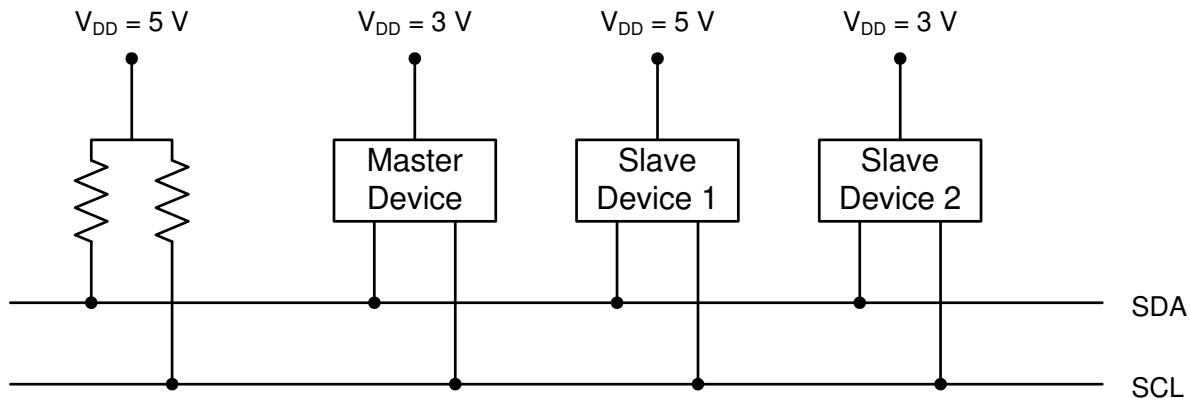 V_DD = 5 V
V_DD = 3 V
V_DD = 5 V
V_DD = 3 V
Master
Device
Slave
Device 1
Slave
Device 2
SDA
SCL